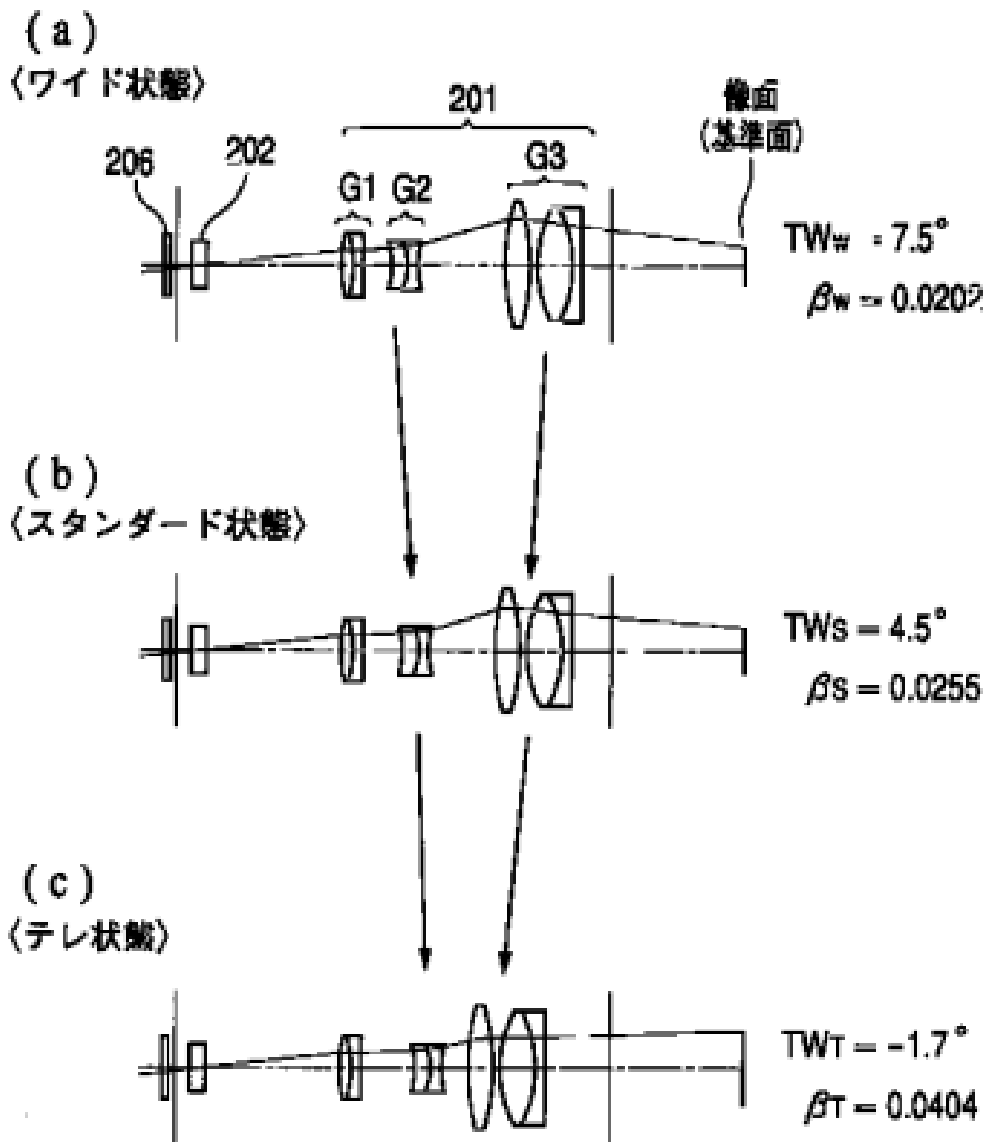 (a)
〈ワイド状態〉
201
像面
(基準面)
206
202
G1
G2
G3
TWW = 7.5°
βW = 0.0202
(b)
〈スタンダード状態〉
TWS = 4.5°
βS = 0.0255
(c)
〈テレ状態〉
TWT = -1.7°
βT = 0.0404